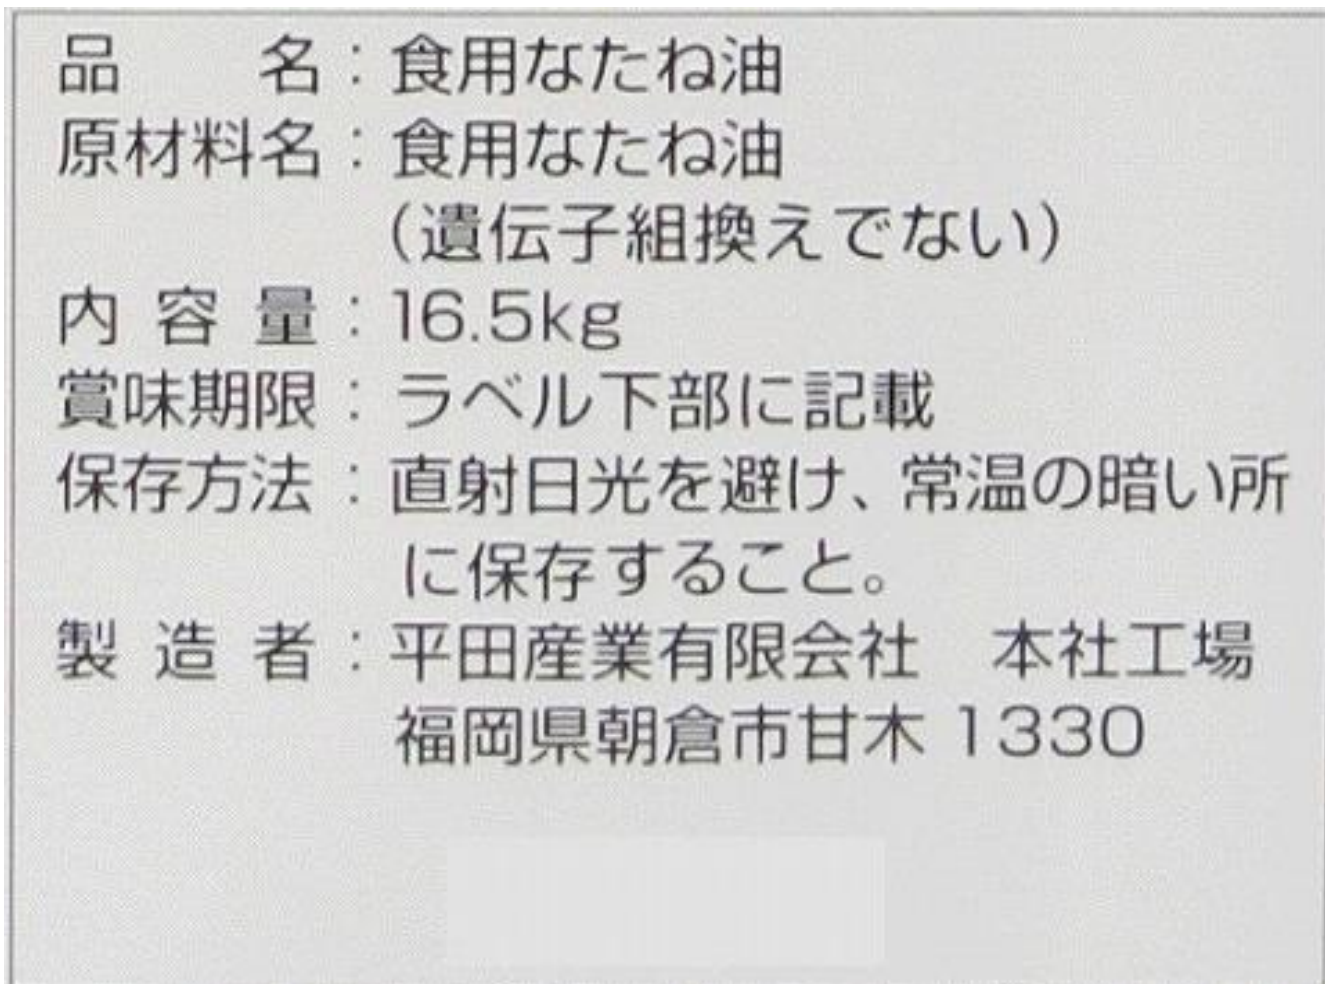 品名：食用なたね油
原材料名：食用なたね油
（遺伝子組換えでない）
内容量：16.5kg
賞味期限：ラベル下部に記載
保存方法：直射日光を避け、常温の暗い所
に保存すること。
製造者：平田産業有限会社　本社工場
福岡県朝倉市甘木 1330